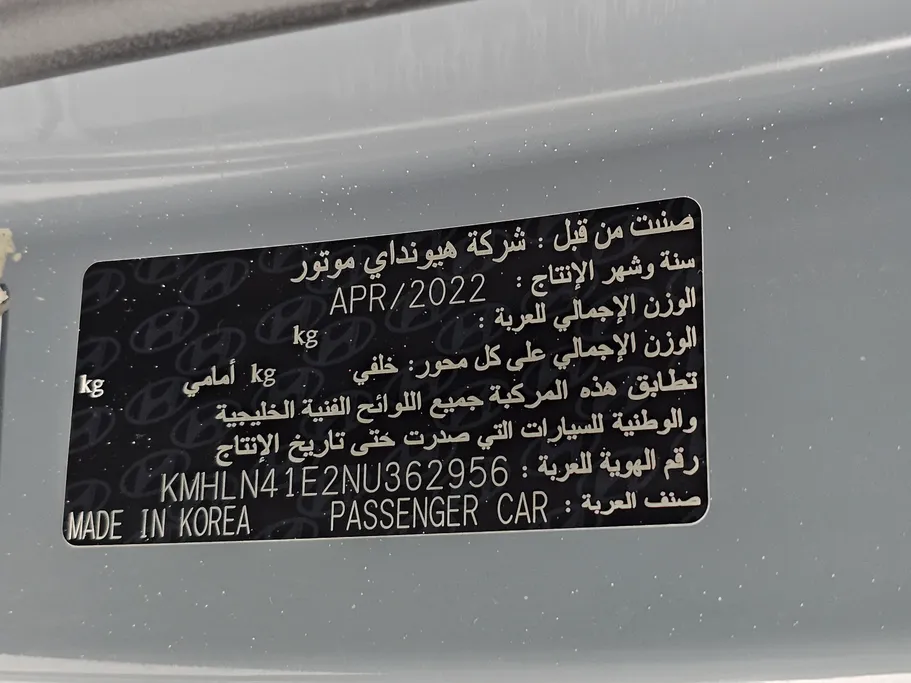 صنعت من قبل : شركة هيونداي موتور
سنة وشهر الإنتاج : APR/2022
الوزن الإجمالي للعربة : kg
الوزن الإجمالي على كل محور: خلفي kg أمامي kg
تطابق هذه المركبة جميع اللوائح الفنية الخليجية
والوطنية للسيارات التي صدرت حتى تاريخ الإنتاج
رقم الهوية للعربة : KMHLN41E2NU362956
صنف العربة : PASSENGER CAR MADE IN KOREA